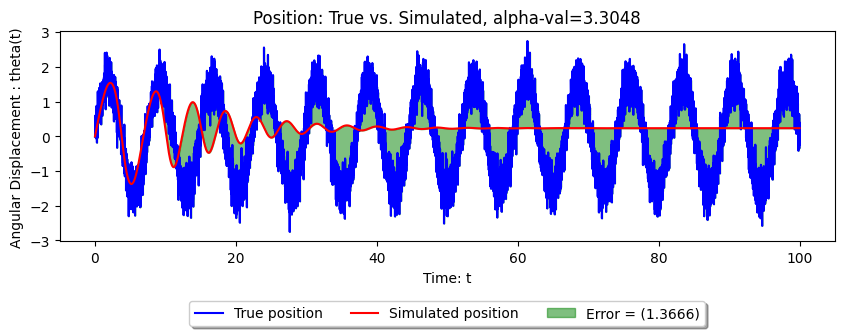 Position: True vs. Simulated, alpha-val=3.3048
Angular Displacement : theta(t)
3
2
1
0
−1
−2
−3
0 20 40 60 80 100
Time: t
True position Simulated position Error = (1.3666)